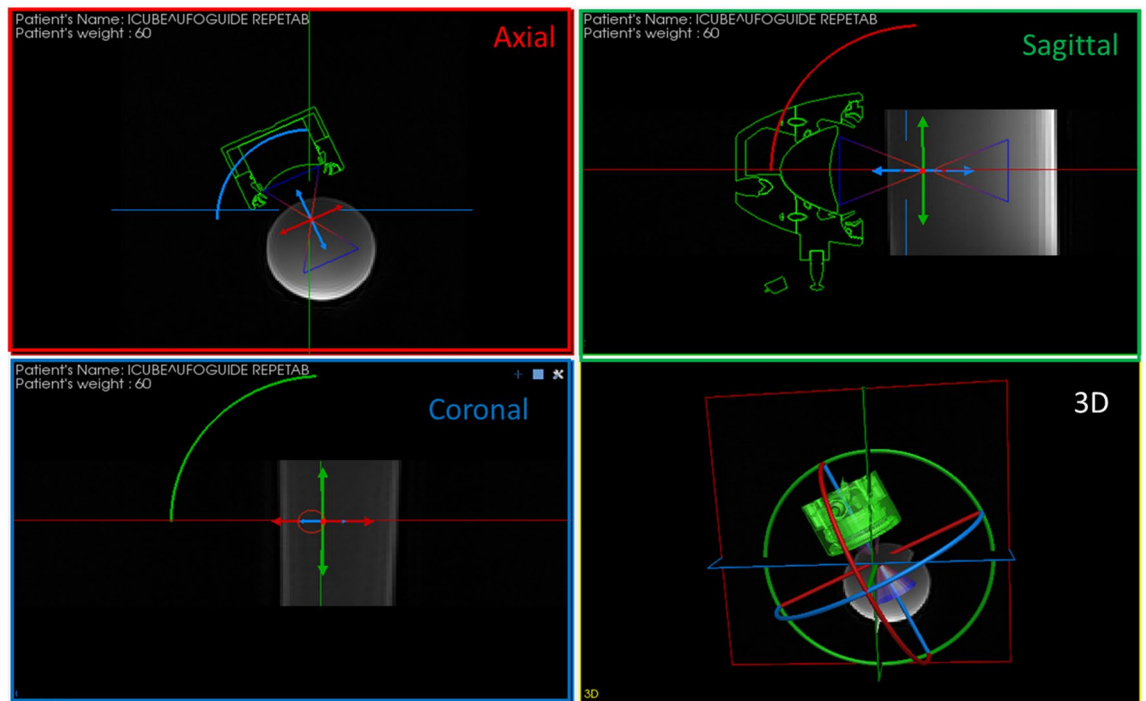 Patient's Name: ICUBE^UFOGUIDE REPETAB
Patient's weight : 60
Axial
Patient's Name: ICUBE^UFOGUIDE REPETAB
Patient's weight : 60
Sagittal
Patient's Name: ICUBE^UFOGUIDE REPETAB
Patient's weight : 60
Coronal
3D
3D